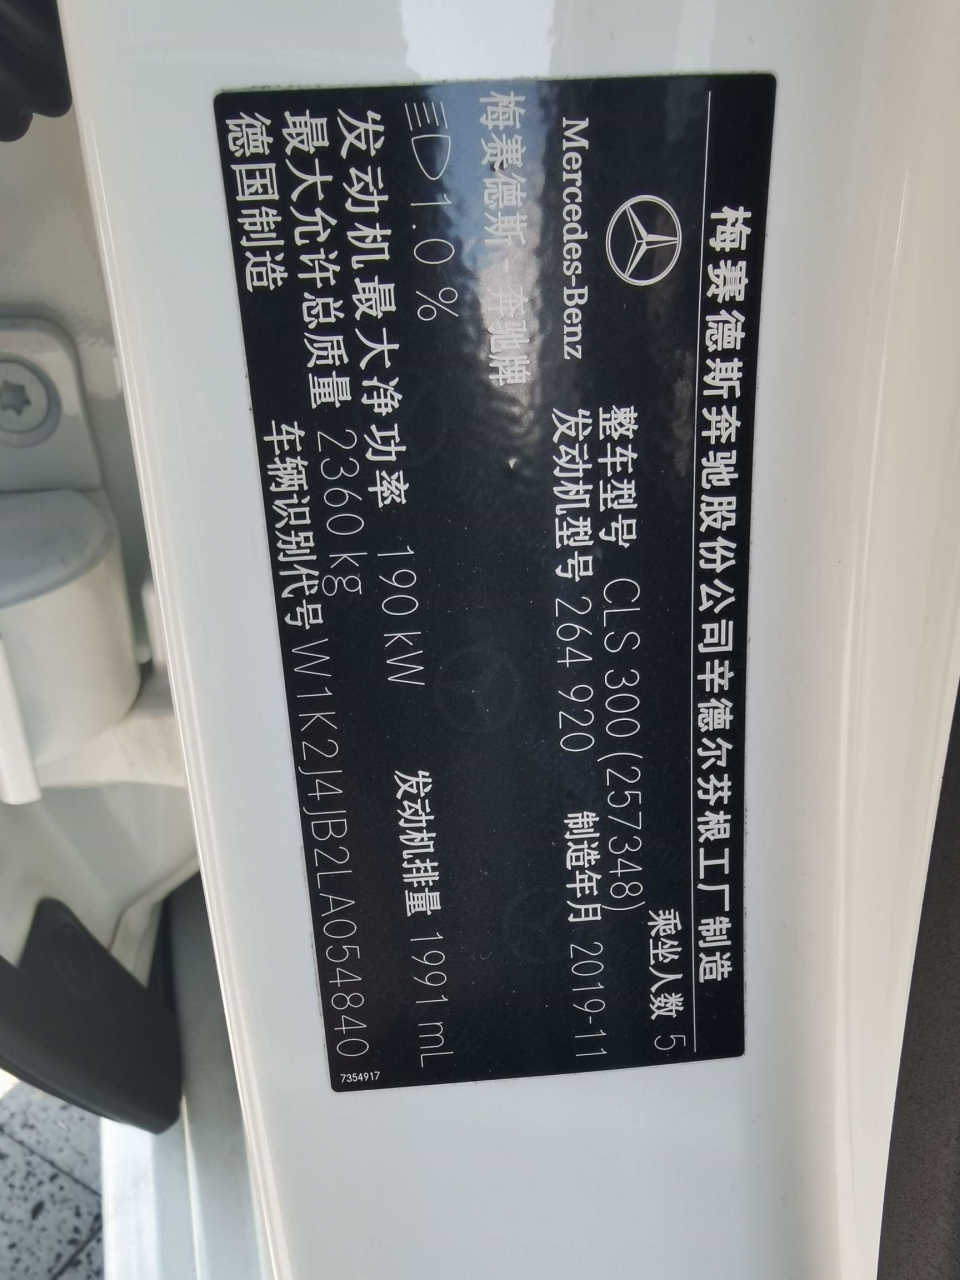 梅赛德斯奔驰股份公司辛德尔芬根工厂制造
乘坐人数 5
整车型号 CLS 300(257348)
Mercedes-Benz 发动机型号 264 920 制造年月 2019-11
梅赛德斯-奔驰牌
1.0% 发动机排量 1991 mL
发动机最大净功率 190 kW
最大允许总质量 2360 kg
德国制造 车辆识别代号 W1K2J4JB2LA054840
7354917